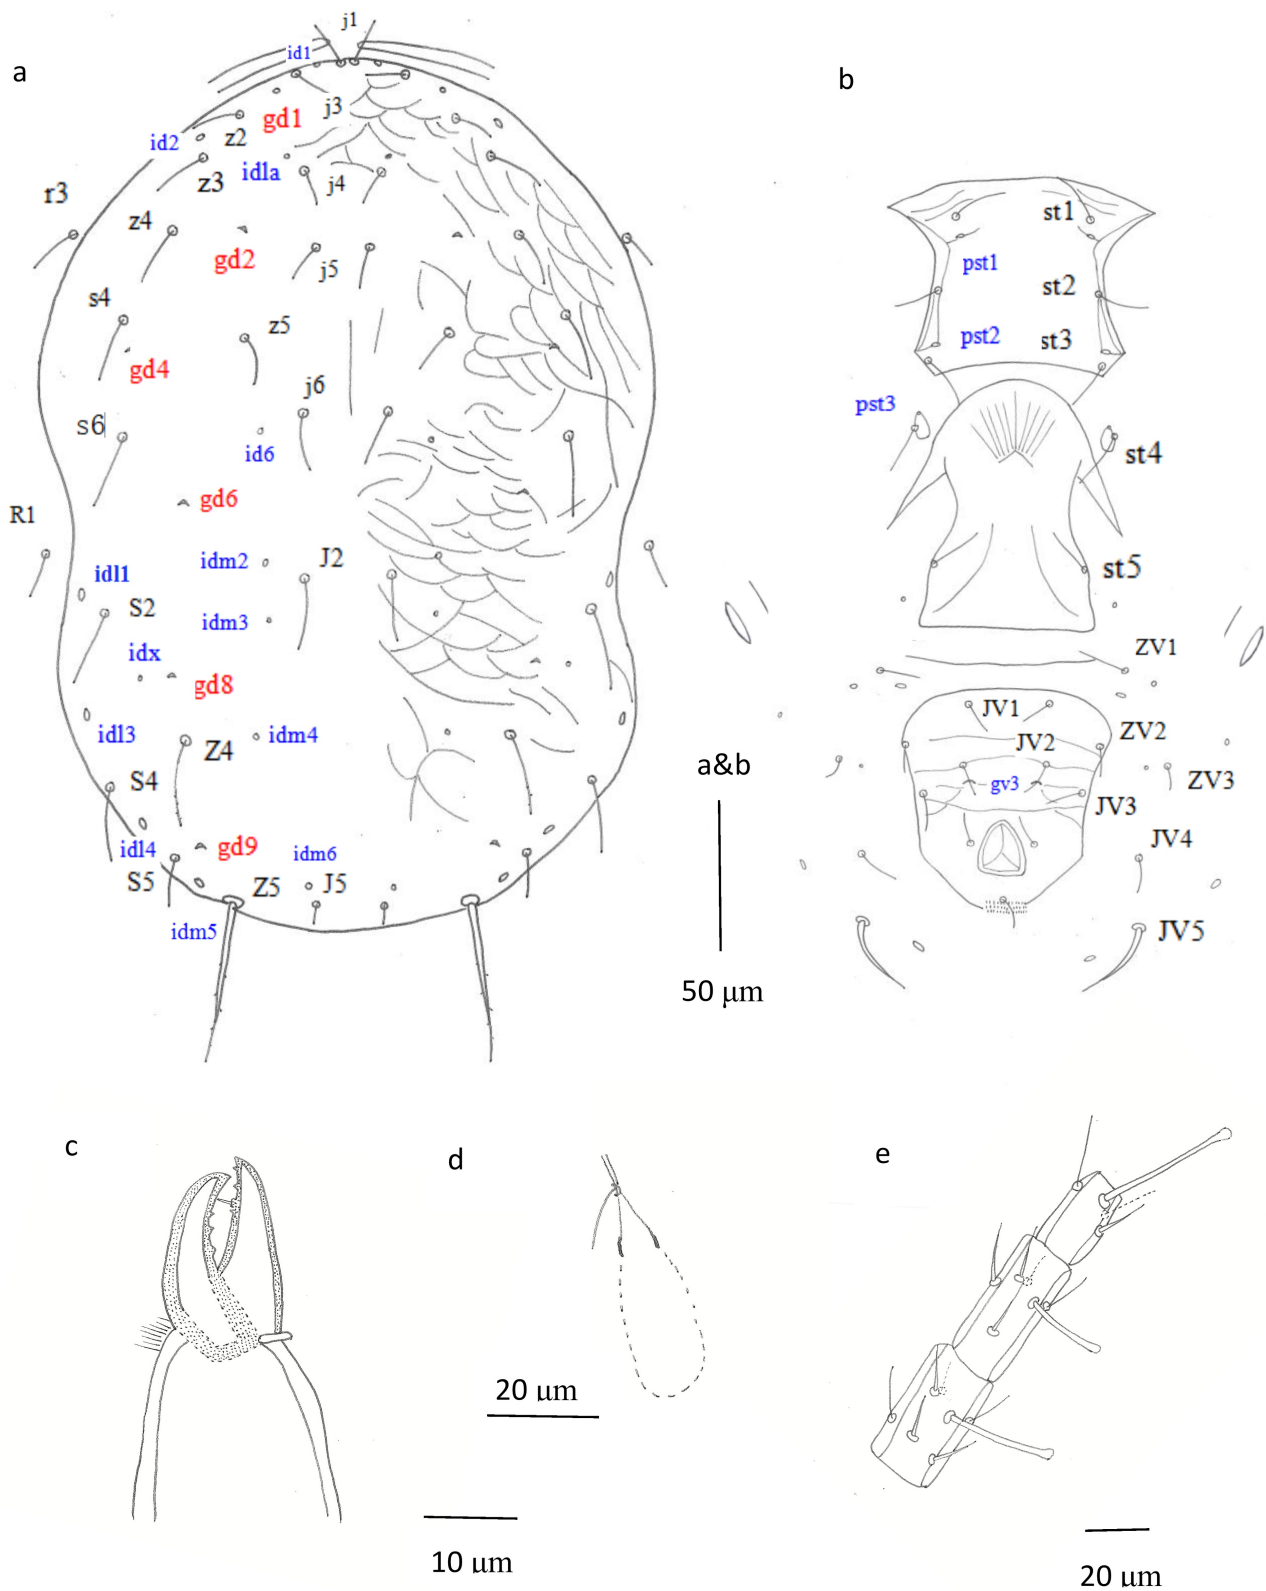 a
j1
id1
j3
gd1
z2
id2
z3
idla
j4
r3
z4
gd2
j5
s4
z5
gd4
j6
s6
id6
gd6
R1
idm2
J2
idl1
S2
idm3
idx
gd8
idl3
Z4
idm4
S4
idl4
gd9
idm6
S5
Z5
J5
idm5
b
st1
pst1
st2
pst2
st3
pst3
st4
st5
ZV1
JV1
ZV2
JV2
gv3
ZV3
JV3
JV4
JV5
a&b
50 μm
c
10 μm
d
20 μm
e
20 μm